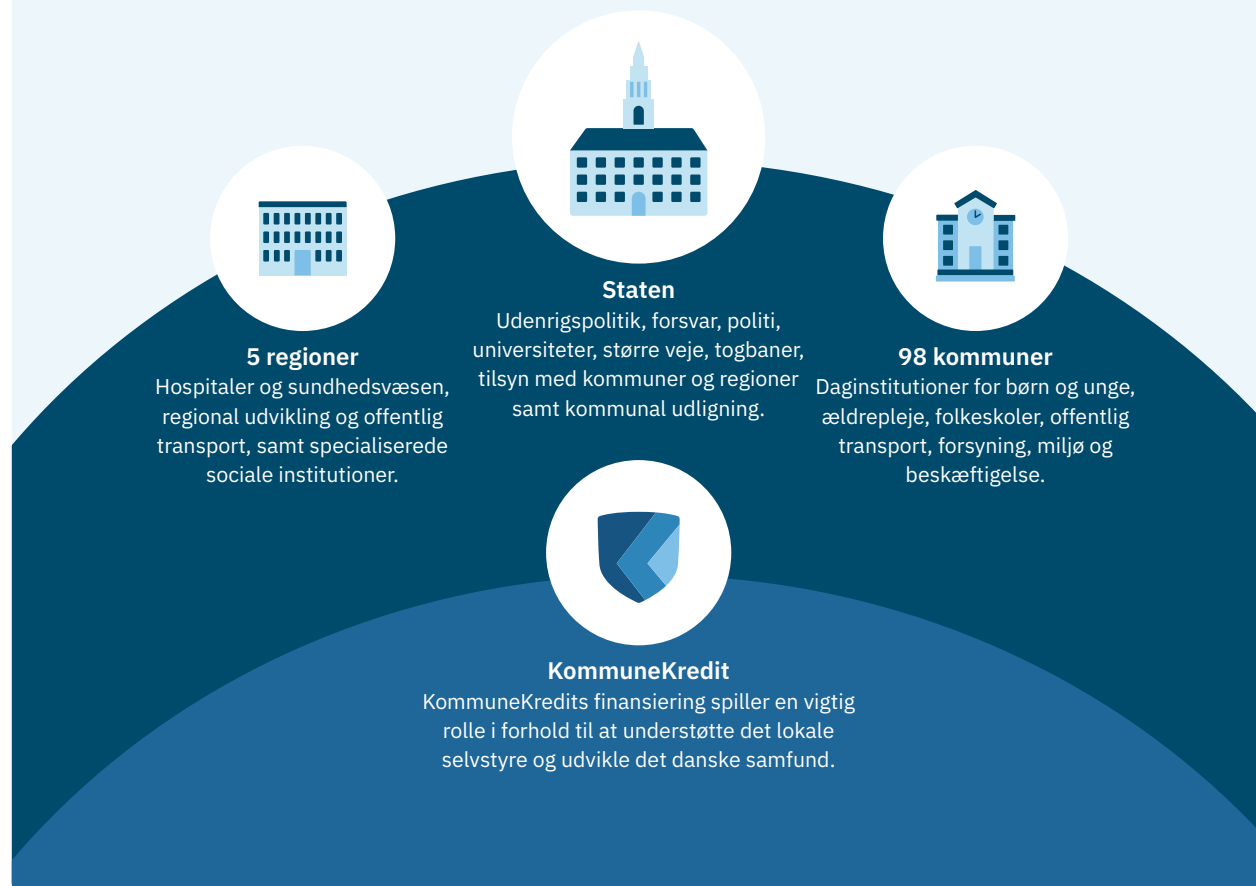 Staten
Udenrigspolitik, forsvar, politi,
universiteter, større veje, togbaner,
tilsyn med kommuner og regioner
samt kommunal udligning.
5 regioner
Hospitaler og sundhedsvæsen,
regional udvikling og offentlig
transport, samt specialiserede
sociale institutioner.
98 kommuner
Daginstitutioner for børn og unge,
ældrepleje, folkeskoler, offentlig
transport, forsyning, miljø og
beskæftigelse.
KommuneKredit
KommuneKredits finansiering spiller en vigtig
rolle i forhold til at understøtte det lokale
selvstyre og udvikle det danske samfund.